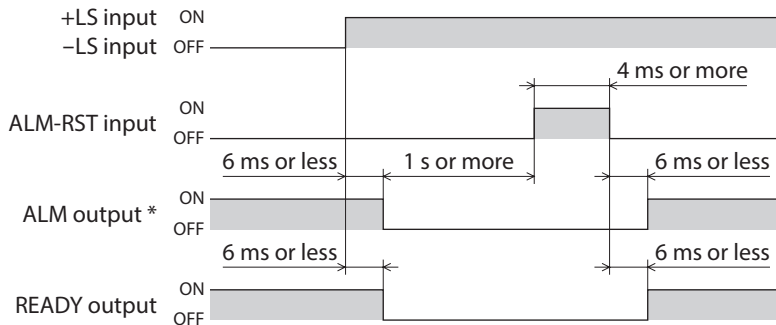 +LS input
–LS input
ON
OFF
4 ms or more
ALM-RST input
ON
OFF
6 ms or less
1 s or more
6 ms or less
ALM output *
ON
OFF
6 ms or less
6 ms or less
READY output
ON
OFF